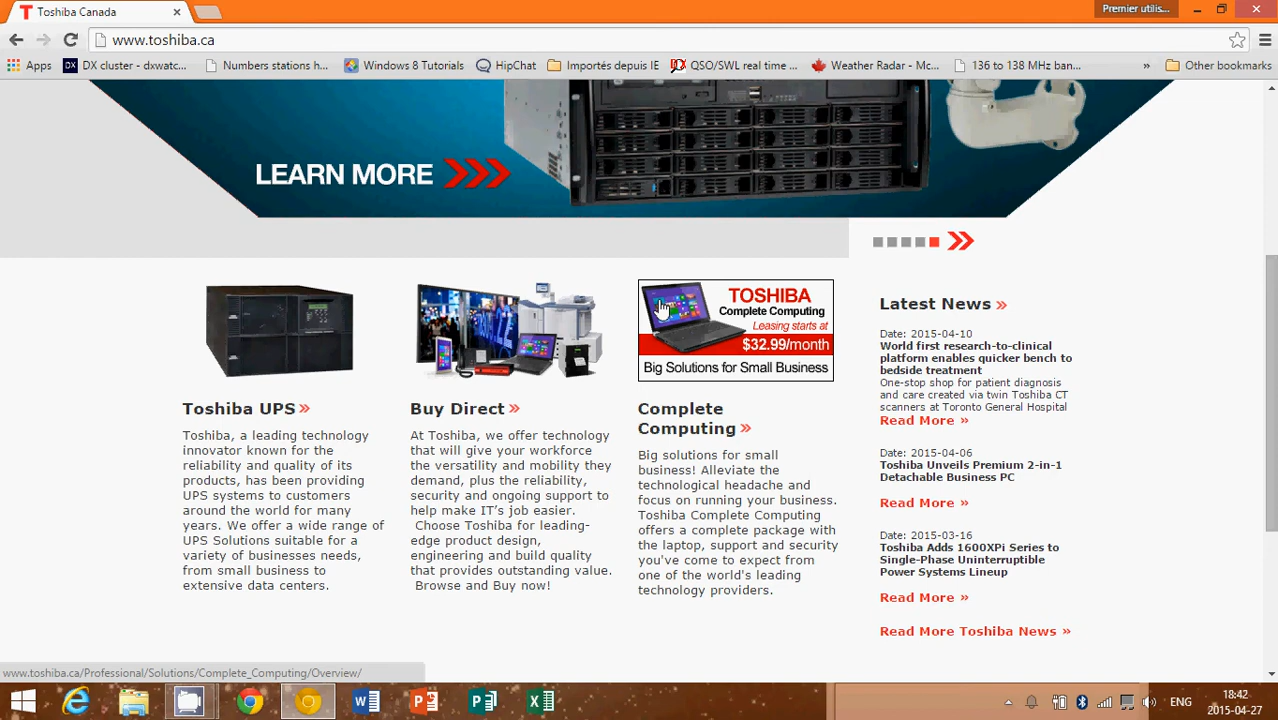 Toshiba Canada
Premier utilis...
www.toshiba.ca
Apps
DX cluster - dxwatc...
Numbers stations h...
Windows 8 Tutorials
HipChat
Importés depuis IE
QSO/SWL real time ...
Weather Radar - Mc...
136 to 138 MHz ban...
»
Other bookmarks
LEARN MORE
TOSHIBA
Complete Computing
Leasing starts at
$32.99/month
Big Solutions for Small Business
Toshiba UPS »
Toshiba, a leading technology
innovator known for the
reliability and quality of its
products, has been providing
UPS systems to customers
around the world for many
years. We offer a wide range of
UPS Solutions suitable for a
variety of businesses needs,
from small business to
extensive data centers.
Buy Direct »
At Toshiba, we offer technology
that will give your workforce
the versatility and mobility they
demand, plus the reliability,
security and ongoing support to
help make IT's job easier.
Choose Toshiba for leading-
edge product design,
engineering and build quality
that provides outstanding value.
Browse and Buy now!
Complete
Computing »
Big solutions for small
business! Alleviate the
technological headache and
focus on running your business.
Toshiba Complete Computing
offers a complete package with
the laptop, support and security
you've come to expect from
one of the world's leading
technology providers.
Latest News »
Date: 2015-04-10
World first research-to-clinical
platform enables quicker bench to
bedside treatment
One-stop shop for patient diagnosis
and care created via twin Toshiba CT
scanners at Toronto General Hospital
Read More »
Date: 2015-04-06
Toshiba Unveils Premium 2-in-1
Detachable Business PC
Read More »
Date: 2015-03-16
Toshiba Adds 1600XPi Series to
Single-Phase Uninterruptible
Power Systems Lineup
Read More »
Read More Toshiba News »
www.toshiba.ca/Professional/Solutions/Complete_Computing/Overview/
ENG
18:42
2015-04-27